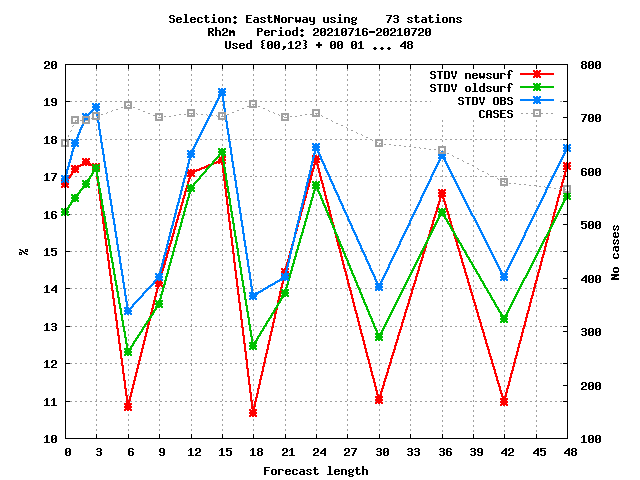 Selection: EastNorway using    73 stations
Rh2m   Period: 20210716-20210720
Used {00,12} + 00 01 ... 48
STDV newsurf
STDV oldsurf
STDV OBS
CASES
20
19
18
17
16
15
14
13
12
11
10
%
800
700
600
500
400
300
200
100
No cases
0 3 6 9 12 15 18 21 24 27 30 33 36 39 42 45 48
Forecast length